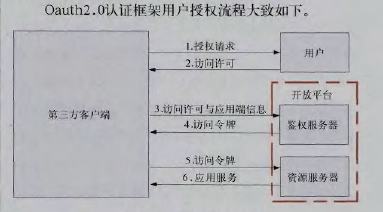 Oauth2.0认证框架用户授权流程大致如下。
1.授权请求
用户
2.访问许可
第三方客户端
开放平台
3.访问许可与应用端信息
鉴权服务器
4.访问令牌
5.访问令牌
资源服务器
6.应用服务